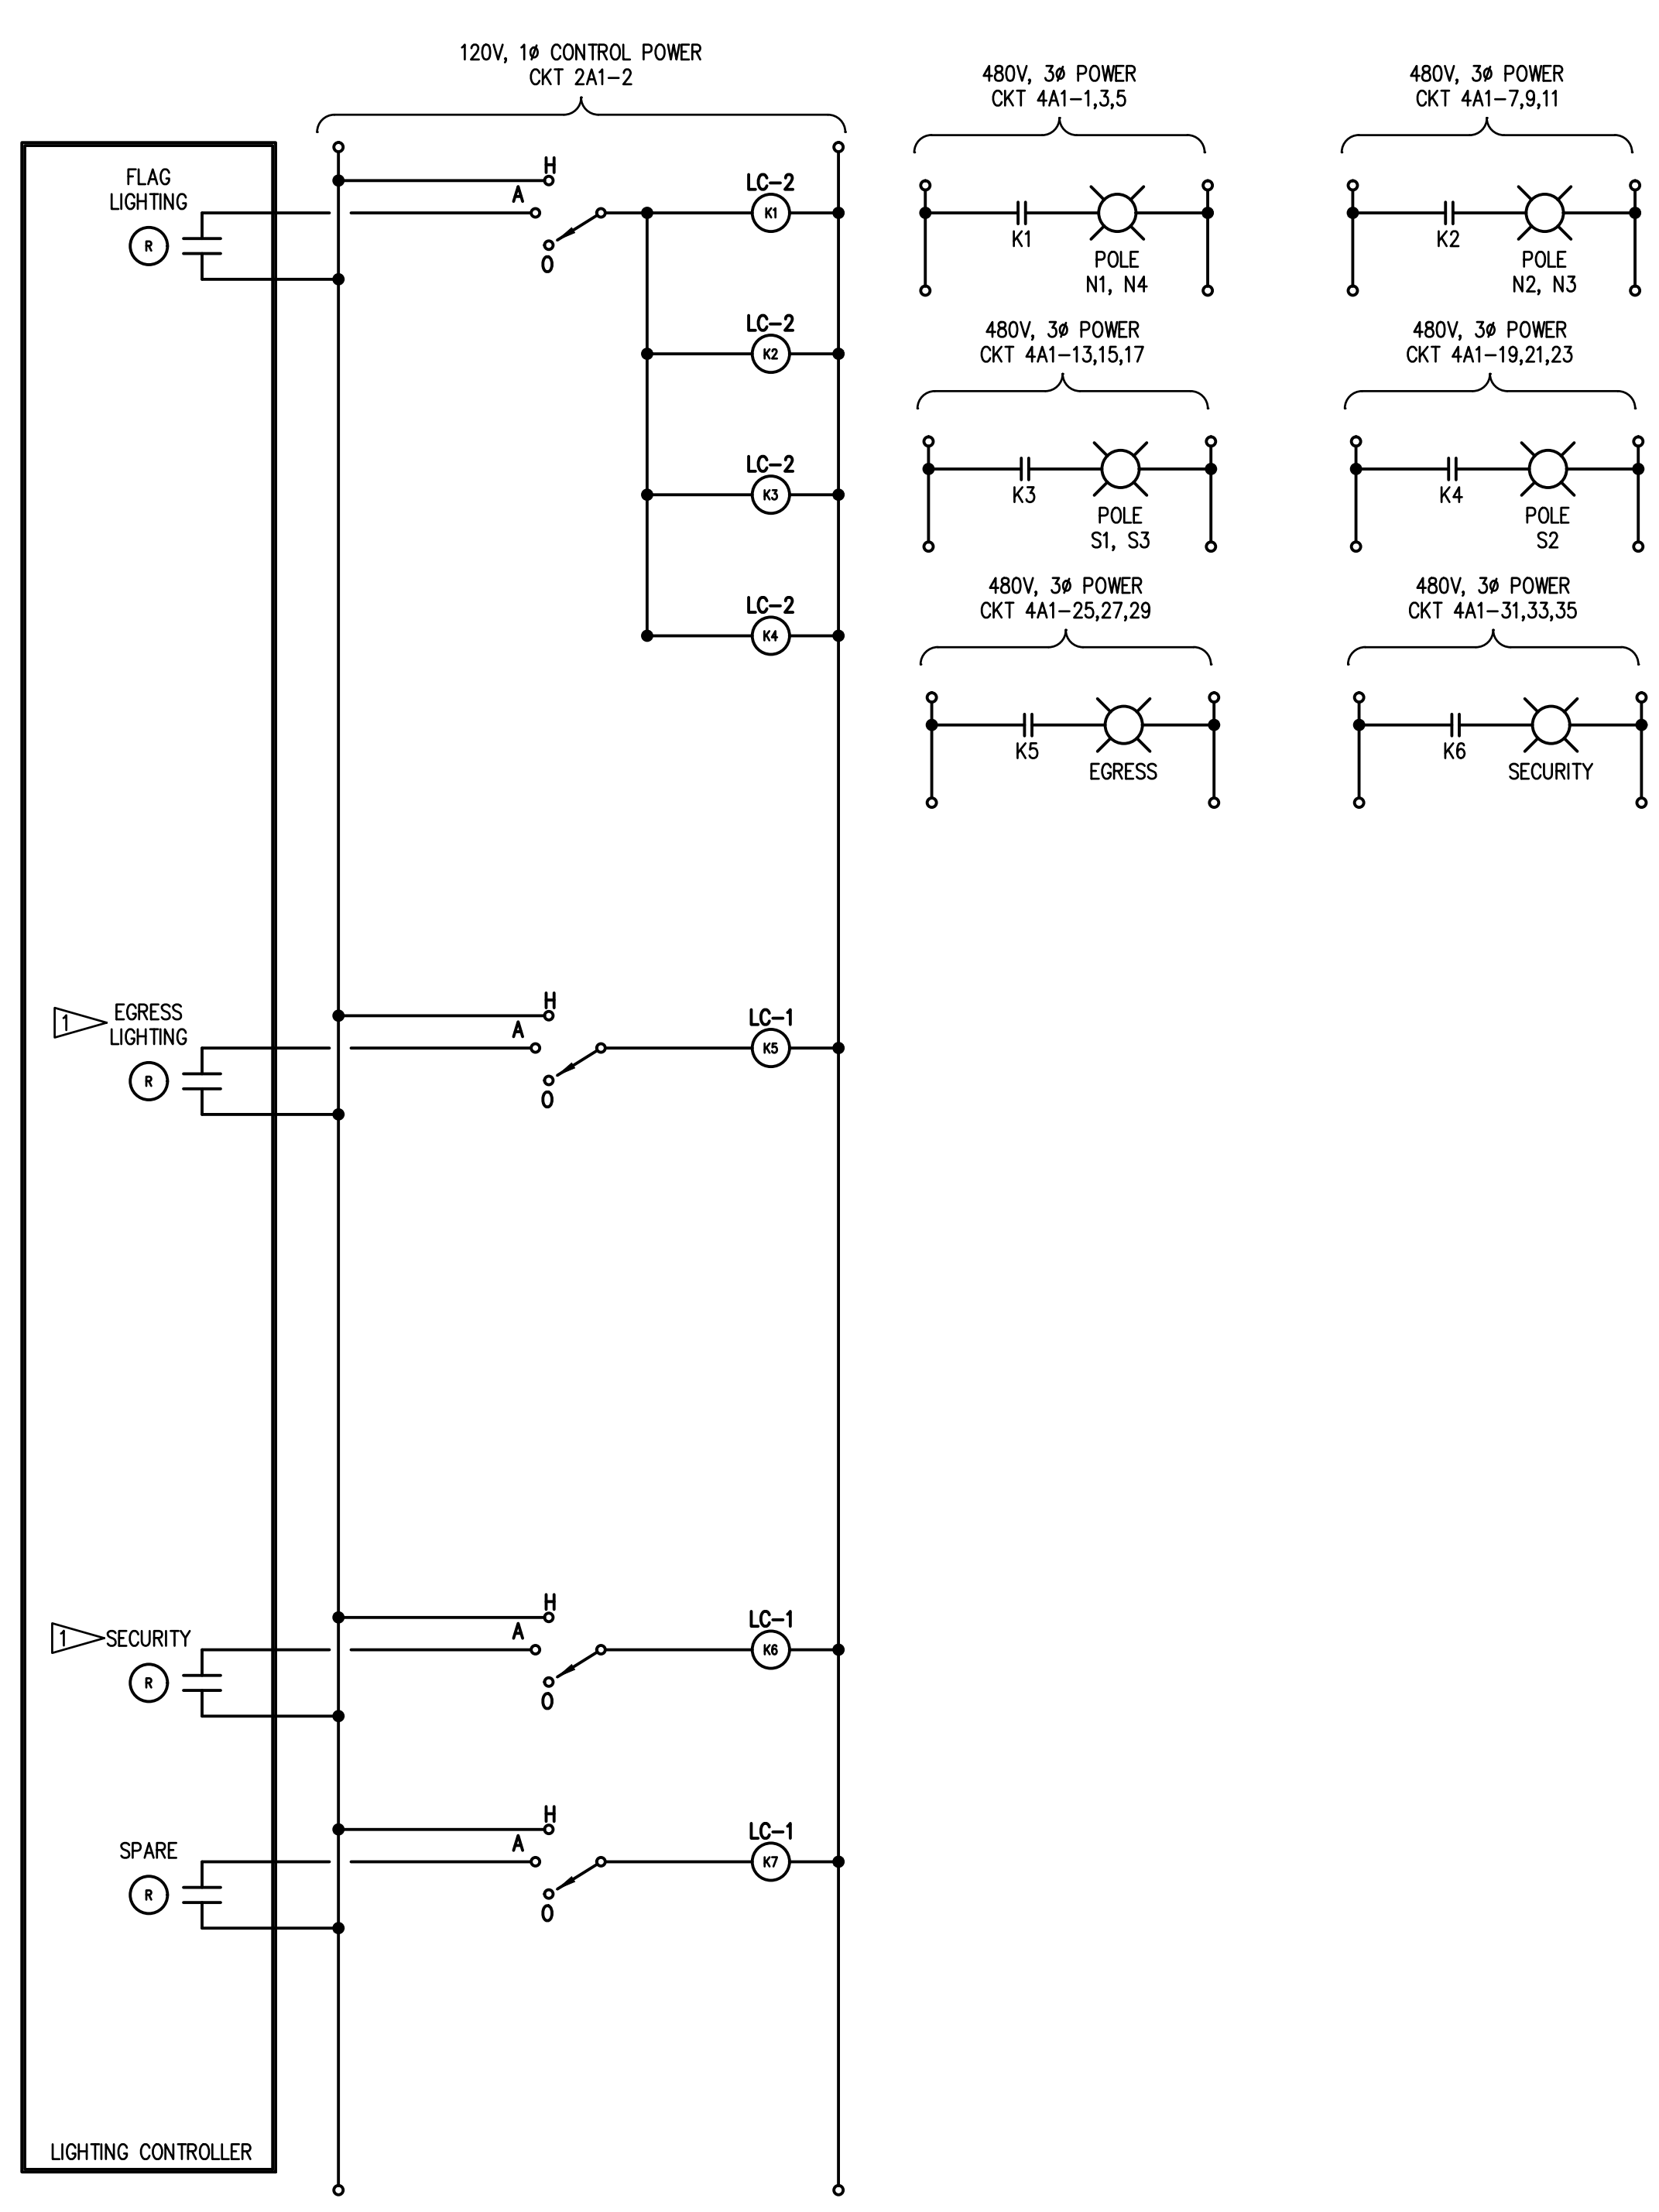 120V, 1ø CONTROL POWER
CKT 2A1-2
480V, 3ø POWER
CKT 4A1-1,3,5
480V, 3ø POWER
CKT 4A1-7,9,11
FLAG
LIGHTING
R
H
A
O
LC-2
K1
K1
POLE
N1, N4
K2
POLE
N2, N3
LC-2
K2
480V, 3ø POWER
CKT 4A1-13,15,17
480V, 3ø POWER
CKT 4A1-19,21,23
LC-2
K3
K3
POLE
S1, S3
K4
POLE
S2
LC-2
K4
480V, 3ø POWER
CKT 4A1-25,27,29
480V, 3ø POWER
CKT 4A1-31,33,35
K5
EGRESS
K6
SECURITY
1
EGRESS
LIGHTING
R
H
A
O
LC-1
K5
1
SECURITY
R
H
A
O
LC-1
K6
SPARE
R
H
A
O
LC-1
K7
LIGHTING CONTROLLER